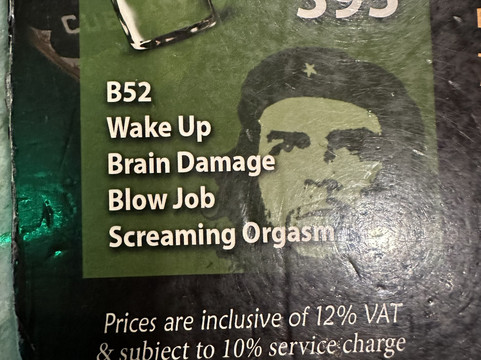 395
B52
Wake Up
Brain Damage
Blow Job
Screaming Orgasm
Prices are inclusive of 12% VAT
& subject to 10% service charge